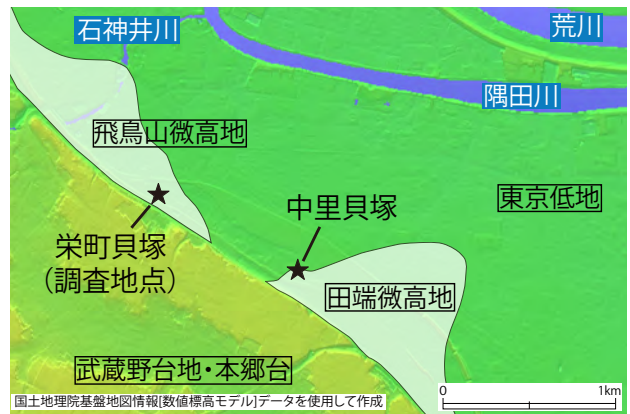 石神井川
荒川
隅田川
飛鳥山微高地
東京低地
中里貝塚
栄町貝塚
(調査地点)
田端微高地
武蔵野台地・本郷台
国土地理院基盤地図情報[数値標高モデル]データを使用して作成
0 1km